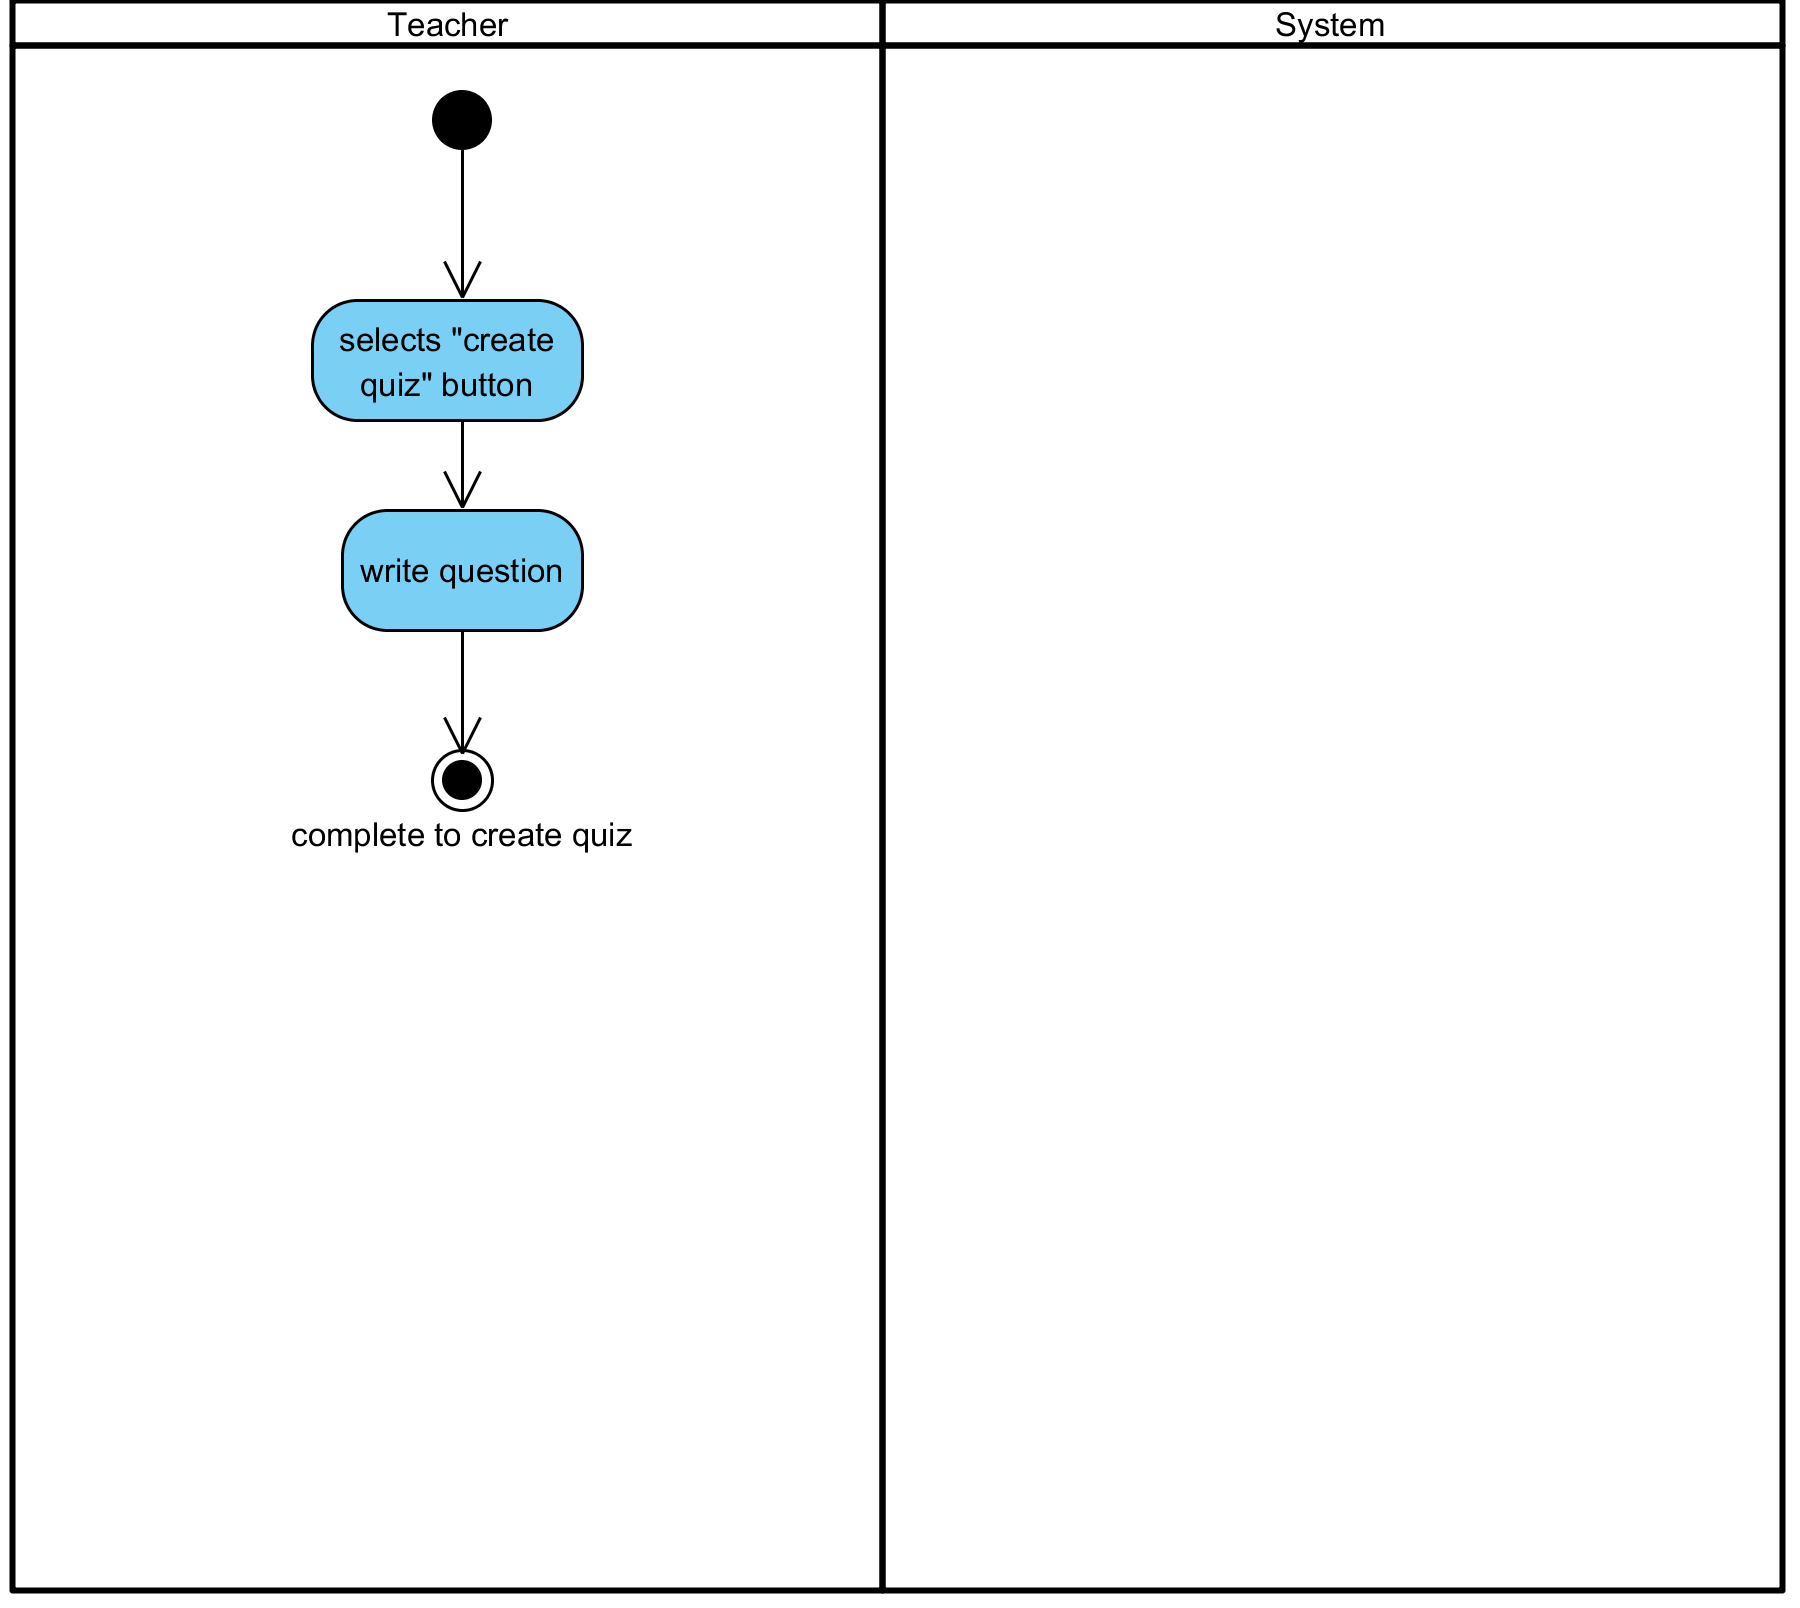 Teacher
System
selects "create
quiz" button
write question
complete to create quiz